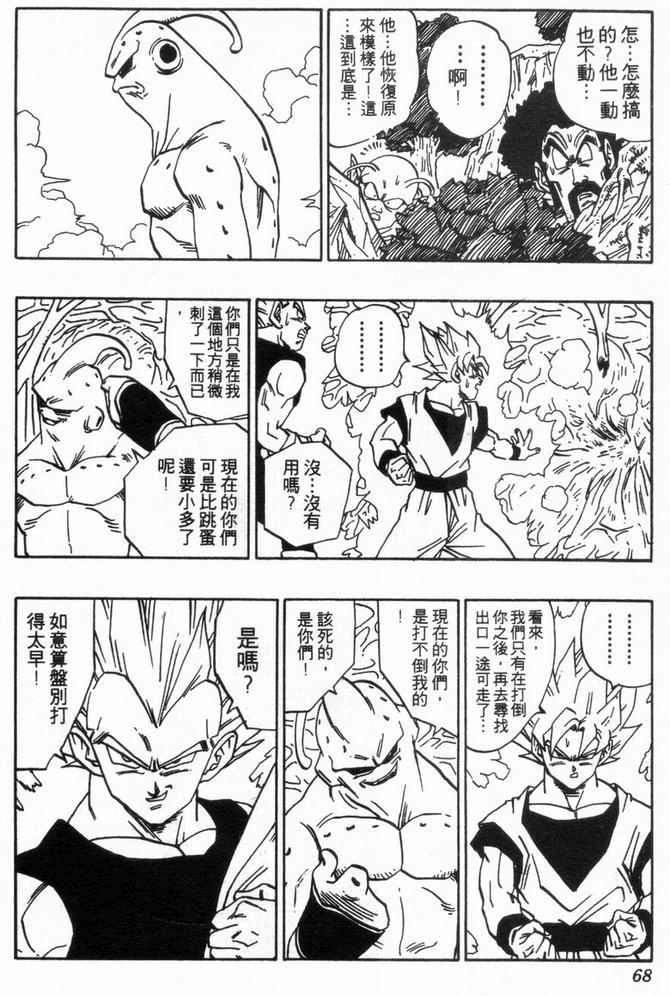 怎…怎麼搞
的?他一動
也不動…
………
啊!
他…他恢復原
來模樣了!這
…這到底是…
…………
沒…沒有
用嗎?
你們只是在我
這個地方稍微
刺了一下而已
,
現在的你們
可是比跳蚤
還要小多了
呢!
…………
看來,
我們只有在打倒
你之後,再去尋找
出口一途可走了…
現在的你們,
是打不倒我的
!
該死的,
是你們!
是嗎?
如意算盤別打
得太早!
68